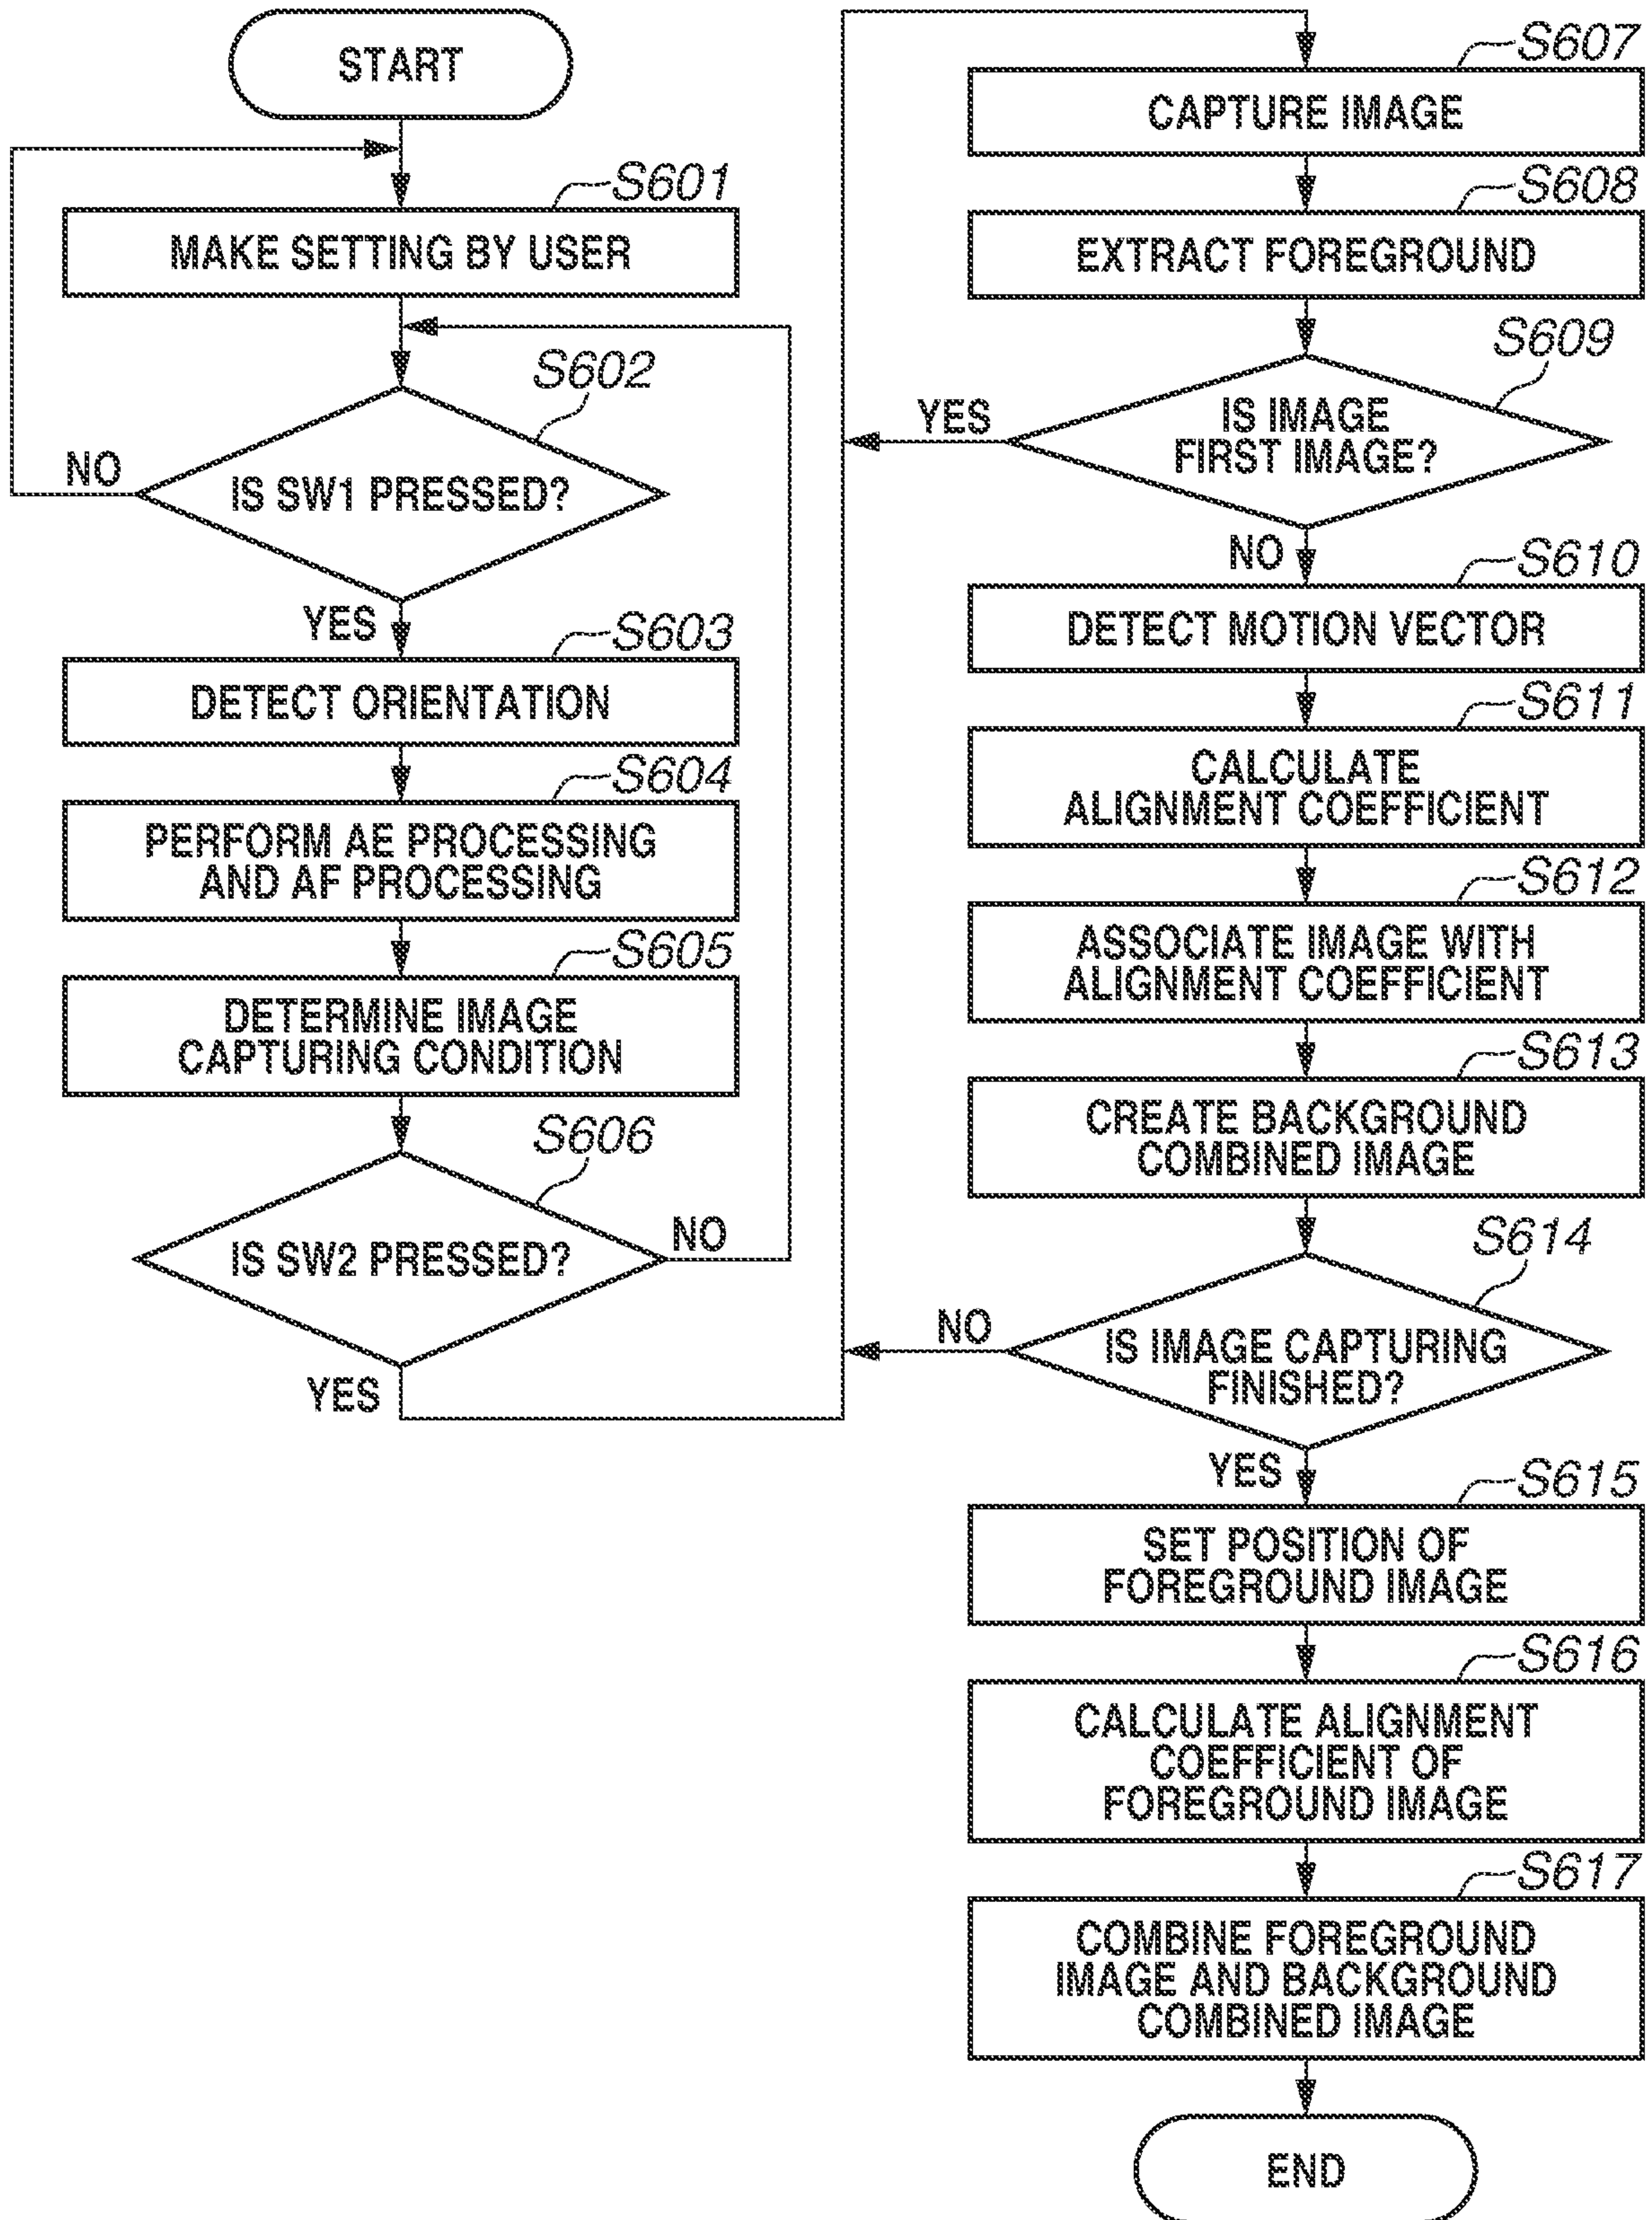 START
S601
MAKE SETTING BY USER
S602
IS SW1 PRESSED?
NO
YES
S603
DETECT ORIENTATION
S604
PERFORM AE PROCESSING
AND AF PROCESSING
S605
DETERMINE IMAGE
CAPTURING CONDITION
S606
IS SW2 PRESSED?
NO
YES
S607
CAPTURE IMAGE
S608
EXTRACT FOREGROUND
S609
IS IMAGE
FIRST IMAGE?
YES
NO
S610
DETECT MOTION VECTOR
S611
CALCULATE
ALIGNMENT COEFFICIENT
S612
ASSOCIATE IMAGE WITH
ALIGNMENT COEFFICIENT
S613
CREATE BACKGROUND
COMBINED IMAGE
S614
IS IMAGE CAPTURING
FINISHED?
NO
YES
S615
SET POSITION OF
FOREGROUND IMAGE
S616
CALCULATE ALIGNMENT
COEFFICIENT OF
FOREGROUND IMAGE
S617
COMBINE FOREGROUND
IMAGE AND BACKGROUND
COMBINED IMAGE
END